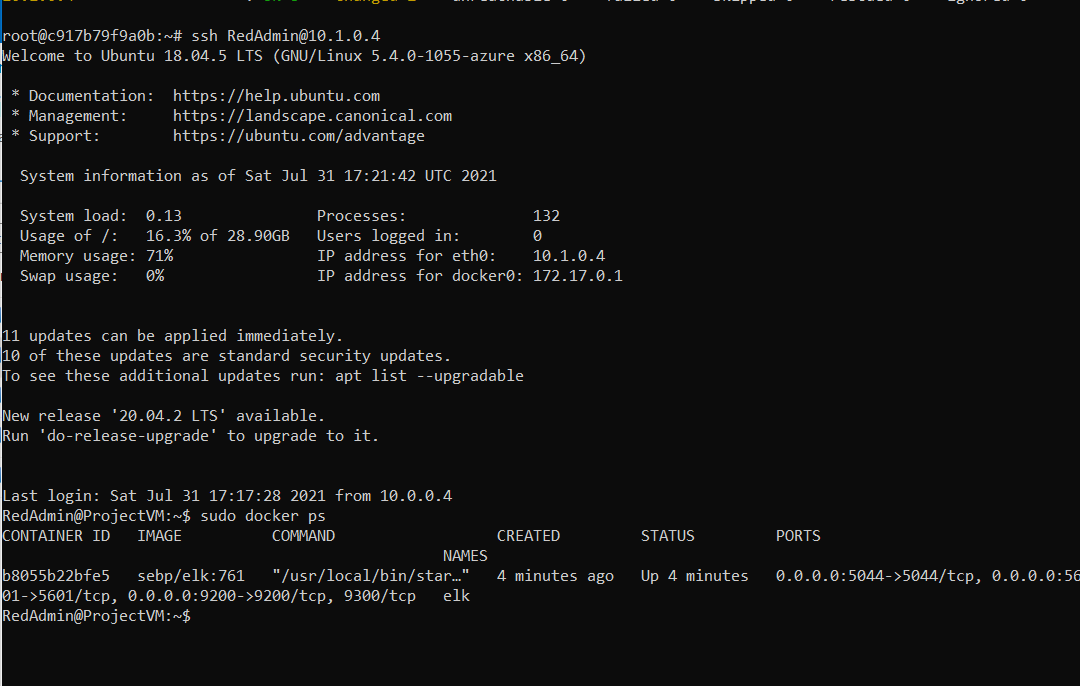 root@c917b79f9a0b:~# ssh RedAdmin@10.1.0.4
Welcome to Ubuntu 18.04.5 LTS (GNU/Linux 5.4.0-1055-azure x86_64)
* Documentation:  https://help.ubuntu.com
* Management:     https://landscape.canonical.com
* Support:        https://ubuntu.com/advantage
System information as of Sat Jul 31 17:21:42 UTC 2021
System load:  0.13               Processes:              132
Usage of /:   16.3% of 28.90GB   Users logged in:        0
Memory usage: 71%                IP address for eth0:    10.1.0.4
Swap usage:   0%                 IP address for docker0: 172.17.0.1
11 updates can be applied immediately.
10 of these updates are standard security updates.
To see these additional updates run: apt list --upgradable
New release '20.04.2 LTS' available.
Run 'do-release-upgrade' to upgrade to it.
Last login: Sat Jul 31 17:17:28 2021 from 10.0.0.4
RedAdmin@ProjectVM:~$ sudo docker ps
CONTAINER ID   IMAGE          COMMAND                  CREATED         STATUS         PORTS
NAMES
b8055b22bfe5   sebp/elk:761   "/usr/local/bin/star…"   4 minutes ago   Up 4 minutes   0.0.0.0:5044->5044/tcp, 0.0.0.0:56
01->5601/tcp, 0.0.0.0:9200->9200/tcp, 9300/tcp   elk
RedAdmin@ProjectVM:~$